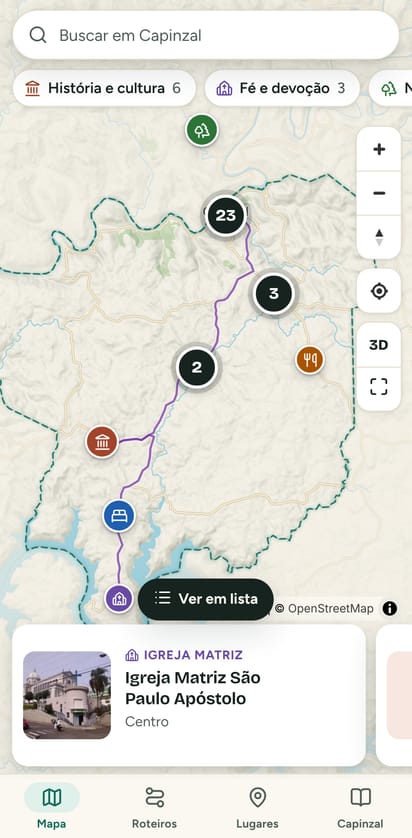 Buscar em Capinzal
História e cultura 6
Fé e devoção 3
N
23
3
2
3D
Ver em lista
© OpenStreetMap
IGREJA MATRIZ
Igreja Matriz São
Paulo Apóstolo
Centro
Mapa
Roteiros
Lugares
Capinzal